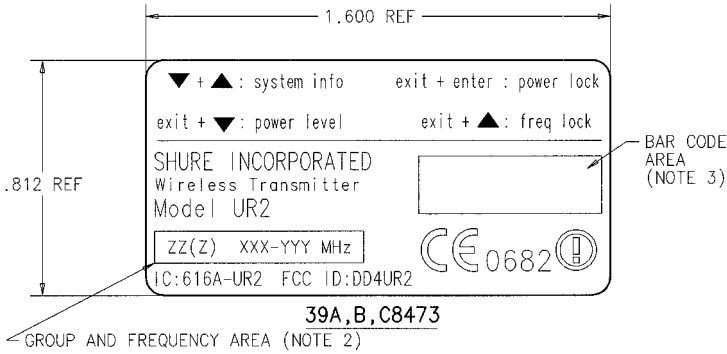 1.600 REF
▼ + ▲ : system info exit + enter : power lock
exit + ▼ : power level exit + ▲ : freq lock
.812 REF
SHURE INCORPORATED
Wireless Transmitter
Model UR2
BAR CODE
AREA
(NOTE 3)
ZZ(Z) XXX-YYY MHz
CE 0682
IC:616A-UR2 FCC ID:DD4UR2
39A,B,C8473
GROUP AND FREQUENCY AREA (NOTE 2)